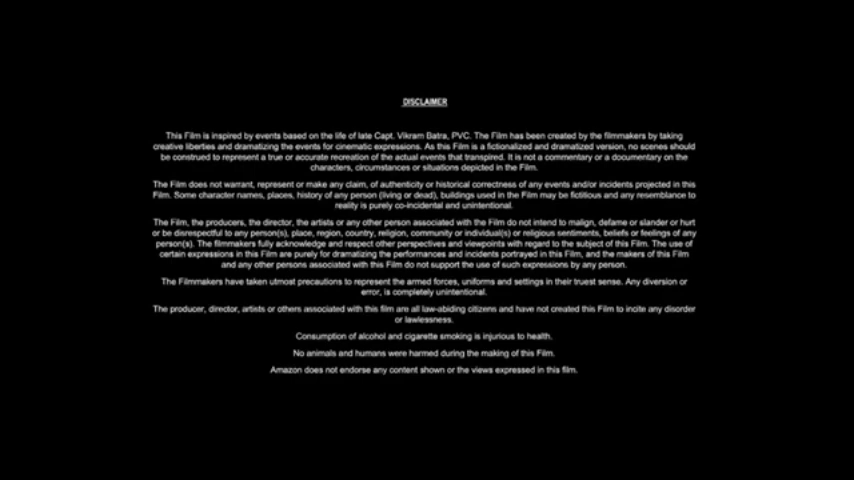 DISCLAIMER
This Film is inspired by events based on the life of late Capt. Vikram Batra, PVC. The Film has been created by the filmmakers by taking
creative liberties and dramatizing the events for cinematic expressions. As this Film is a fictionalized and dramatized version, no scenes should
be construed to represent a true or accurate recreation of the actual events that transpired. It is not a commentary or a documentary on the
characters, circumstances or situations depicted in the Film.
The Film does not warrant, represent or make any claim, of authenticity or historical correctness of any events and/or incidents projected in this
Film. Some character names, places, history of any person (living or dead), buildings used in the Film may be fictitious and any resemblance to
reality is purely co-incidental and unintentional.
The Film, the producers, the director, the artists or any other person associated with the Film do not intend to malign, defame or slander or hurt
or be disrespectful to any person(s), place, region, country, religion, community or individual(s) or religious sentiments, beliefs or feelings of any
person(s). The filmmakers fully acknowledge and respect other perspectives and viewpoints with regard to the subject of this Film. The use of
certain expressions in this Film are purely for dramatizing the performances and incidents portrayed in this Film, and the makers of this Film
and any other persons associated with this Film do not support the use of such expressions by any person.
The Filmmakers have taken utmost precautions to represent the armed forces, uniforms and settings in their truest sense. Any diversion or
error, is completely unintentional.
The producer, director, artists or others associated with this film are all law-abiding citizens and have not created this Film to incite any disorder
or lawlessness.
Consumption of alcohol and cigarette smoking is injurious to health.
No animals and humans were harmed during the making of this Film.
Amazon does not endorse any content shown or the views expressed in this film.